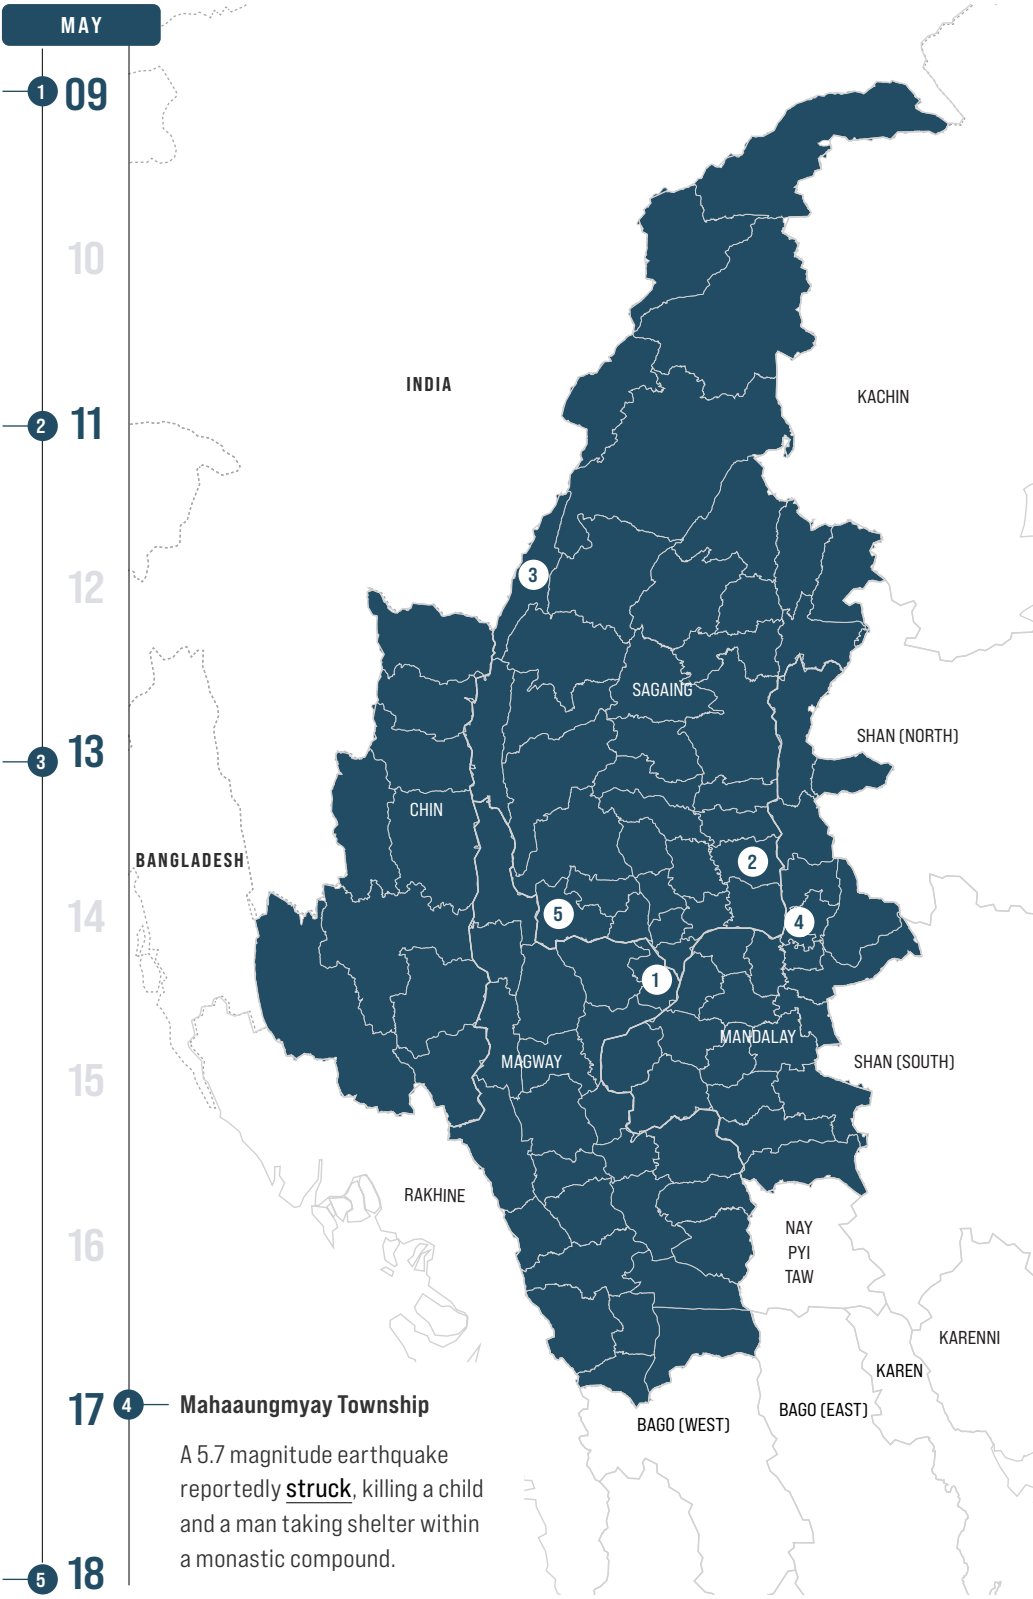 MAY
1 09
10
INDIA
KACHIN
2 11
3
12
SAGAING
SHAN (NORTH)
3 13
CHIN
BANGLADESH
2
14
5
4
1
MANDALAY
MAGWAY
SHAN (SOUTH)
15
RAKHINE
NAY
PYI
TAW
16
KARENNI
KAREN
17 4 Mahaaungmyay Township
BAGO (EAST)
BAGO (WEST)
A 5.7 magnitude earthquake
reportedly struck, killing a child
and a man taking shelter within
a monastic compound.
5 18